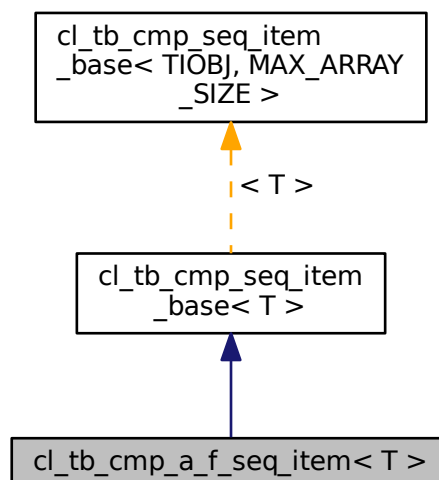 cl_tb_cmp_seq_item
_base< TIOBJ, MAX_ARRAY
_SIZE >
< T >
cl_tb_cmp_seq_item
_base< T >
cl_tb_cmp_a_f_seq_item< T >